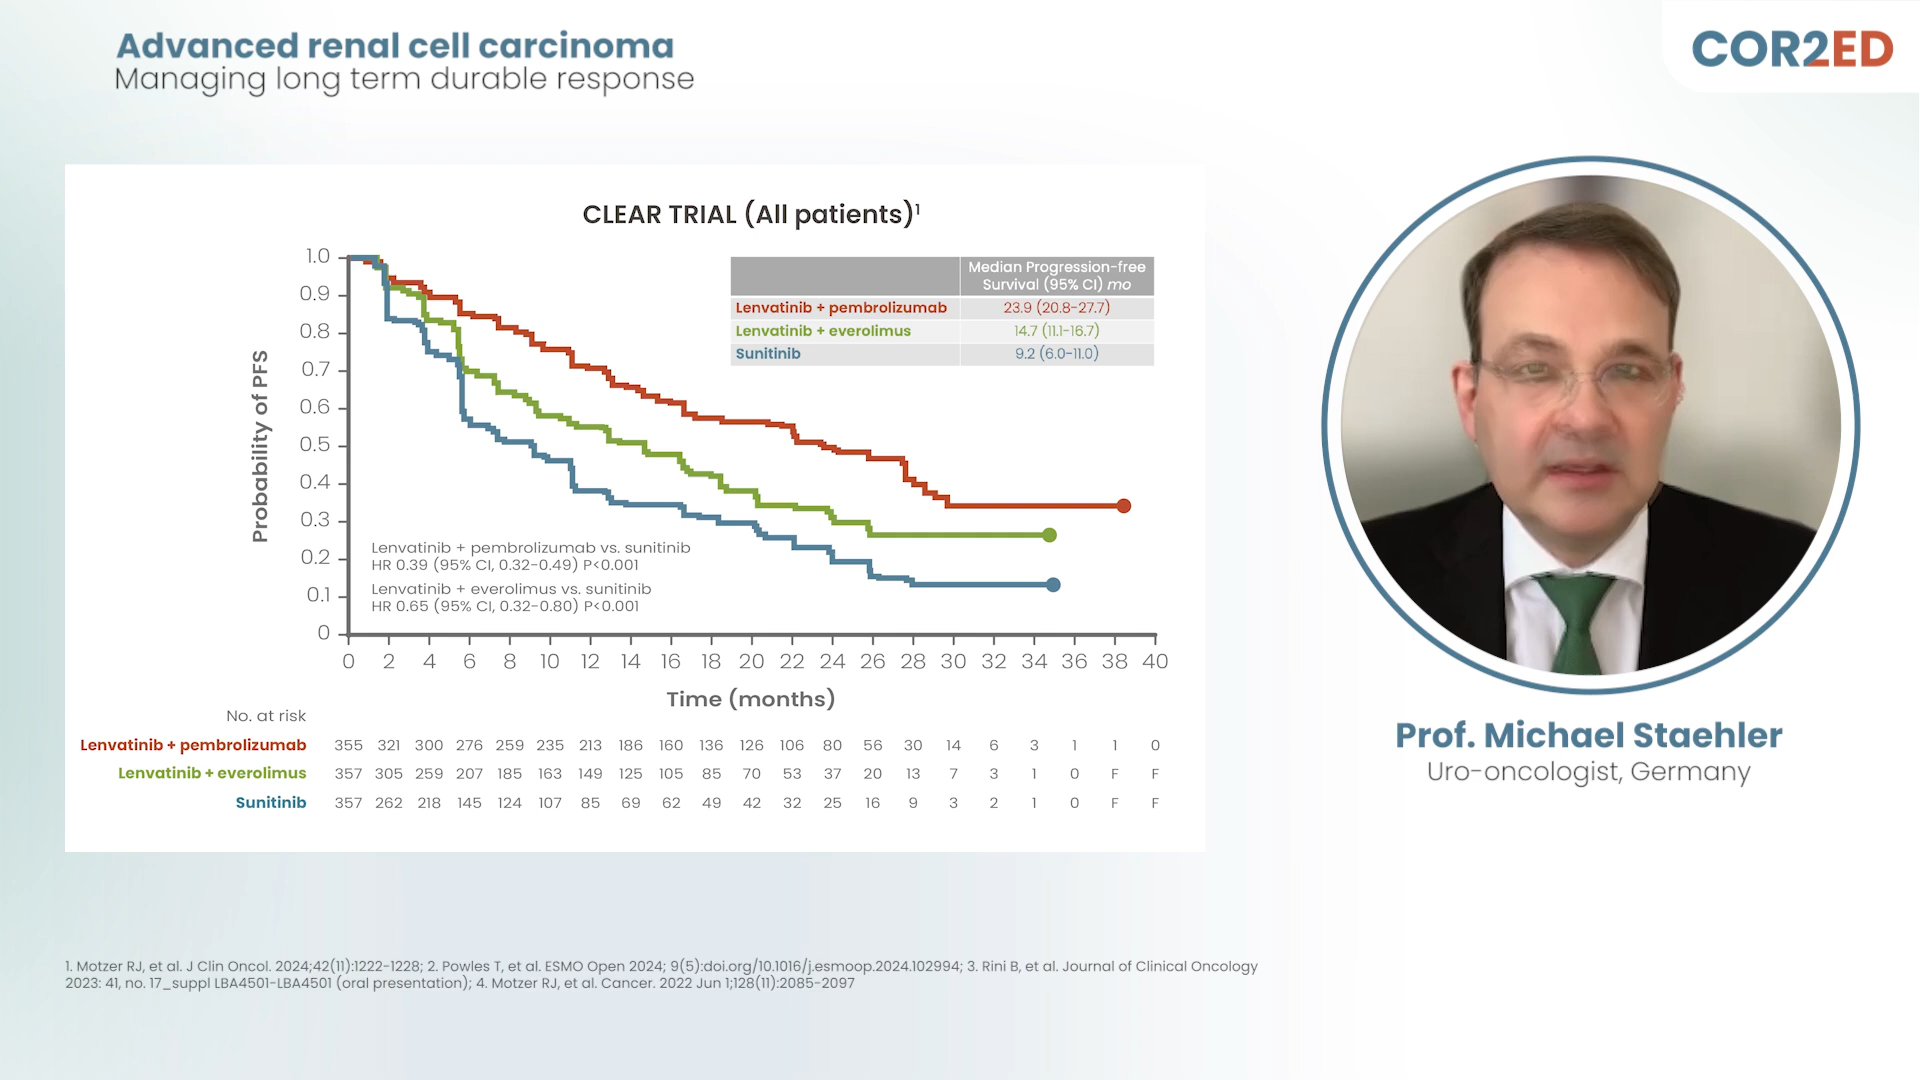 Advanced renal cell carcinoma
Managing long term durable response
COR2ED
CLEAR TRIAL (All patients)¹
Median Progression-free
Survival (95% CI) mo
Lenvatinib + pembrolizumab 23.9 (20.8-27.7)
Lenvatinib + everolimus 14.7 (11.1-16.7)
Sunitinib 9.2 (6.0-11.0)
Probability of PFS
1.0
0.9
0.8
0.7
0.6
0.5
0.4
0.3
0.2
0.1
0
Lenvatinib + pembrolizumab vs. sunitinib
HR 0.39 (95% CI, 0.32-0.49) P<0.001
Lenvatinib + everolimus vs. sunitinib
HR 0.65 (95% CI, 0.32-0.80) P<0.001
0 2 4 6 8 10 12 14 16 18 20 22 24 26 28 30 32 34 36 38 40
Time (months)
No. at risk
Lenvatinib + pembrolizumab 355 321 300 276 259 235 213 186 160 136 126 106 80 56 30 14 6 3 1 1 0
Lenvatinib + everolimus 357 305 259 207 185 163 149 125 105 85 70 53 37 20 13 7 3 1 0 F F
Sunitinib 357 262 218 145 124 107 85 69 62 49 42 32 25 16 9 3 2 1 0 F F
Prof. Michael Staehler
Uro-oncologist, Germany
1. Motzer RJ, et al. J Clin Oncol. 2024;42(11):1222-1228; 2. Powles T, et al. ESMO Open 2024; 9(5):doi.org/10.1016/j.esmoop.2024.102994; 3. Rini B, et al. Journal of Clinical Oncology
2023: 41, no. 17_suppl LBA4501-LBA4501 (oral presentation); 4. Motzer RJ, et al. Cancer. 2022 Jun 1;128(11):2085-2097